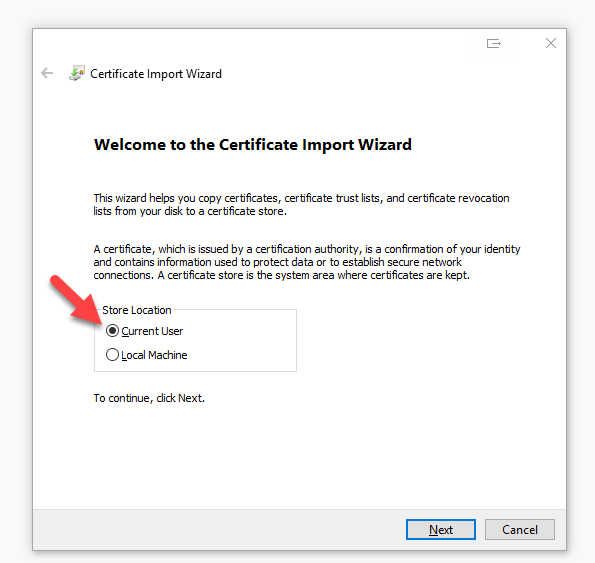 Certificate Import Wizard
Welcome to the Certificate Import Wizard
This wizard helps you copy certificates, certificate trust lists, and certificate revocation
lists from your disk to a certificate store.
A certificate, which is issued by a certification authority, is a confirmation of your identity
and contains information used to protect data or to establish secure network
connections. A certificate store is the system area where certificates are kept.
Store Location
Current User
Local Machine
To continue, click Next.
Next
Cancel